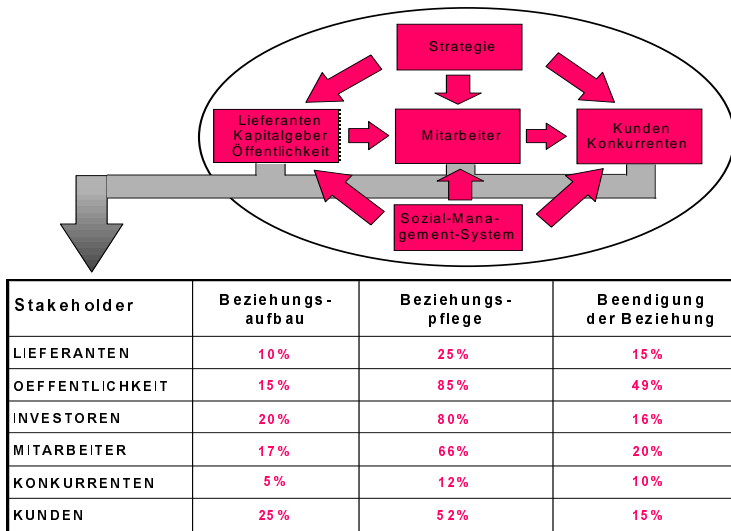 Strategie
Lieferanten
Kapitalgeber
Öffentlichkeit
Mitarbeiter
Kunden
Konkurrenten
Sozial-Mana-
gement-System
Stakeholder
Beziehungs-
aufbau
Beziehungs-
pflege
Beendigung
der Beziehung
LIEFERANTEN 10% 25% 15%
OEFFENTLICHKEIT 15% 85% 49%
INVESTOREN 20% 80% 16%
MITARBEITER 17% 66% 20%
KONKURRENTEN 5% 12% 10%
KUNDEN 25% 52% 15%